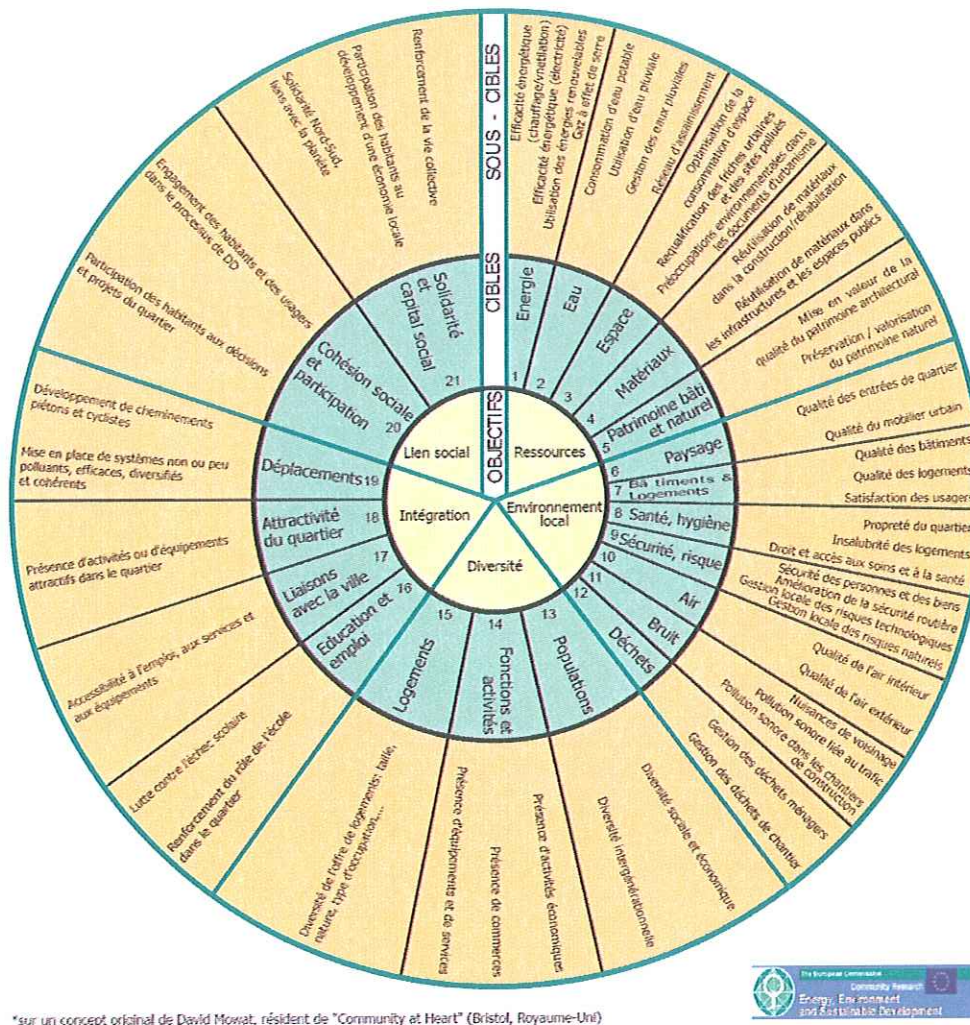 SOUS - CIBLES
CIBLES
OBJECTIFS
Ressources
Environnement
local
Diversité
Intégration
Lien social
1
Energie
Efficacité énergétique
(chauffage/vnetilation)
Efficacité énergétique (électricité)
Utilisation des énergies renouvelables
Gaz à effet de serre
2
Eau
Consommation d'eau potable
Utilisation d'eau pluviale
Gestion des eaux pluviales
Réseau d'assainissement
3
Espace
Optimisation de la
consommation d'espace
Requalification des friches urbaines
et des sites pollués
Préoccupations environnementales dans
les documents d'urbanisme
4
Matériaux
Réutilisation de matériaux
dans la construction/réhabilitation
Réutilisation de matériaux dans
les infrastructures et les espaces publics
5
Patrimoine bâti
et naturel
Mise en valeur de la
qualité du patrimoine architectural
Préservation / valorisation
du patrimoine naturel
6
Paysage
Qualité des entrées de quartier
Qualité du mobilier urbain
7
Bâ timents &
Logements
Qualité des bâtiments
Qualité des logements
Satisfaction des usagers
8
Santé, hygiène
Propreté du quartier
Insalubrité des logements
Droit et accès aux soins et à la santé
9
Sécurité, risque
Sécurité des personnes et des biens
Amélioration de la sécurité routière
Gestion locale des risques technologiques
Gestion locale des risques naturels
10
Air
Qualité de l'air intérieur
Qualité de l'air extérieur
11
Bruit
Nuisances de voisinage
Pollution sonore liée au trafic
Pollution sonore dans les chantiers
de construction
12
Déchets
Gestion des déchets ménagers
Gestion des déchets de chantier
13
Populations
Diversité sociale et économique
Diversité intergénérationnelle
14
Fonctions et
activités
Présence d'activités économiques
Présence de commerces
Présence d'équipements et de services
15
Logements
Diversité de l'offre de logements: taille,
nature, type d'occupation,...
16
Education et
emploi
Renforcement du rôle de l'école
dans le quartier
Lutte contre l'échec scolaire
17
Liaisons
avec la ville
Accessibilité à l'emploi, aux services et
aux équipements
18
Attractivité
du quartier
Présence d'activités ou d'équipements
attractifs dans le quartier
19
Déplacements
Mise en place de systèmes non ou peu
polluants, efficaces, diversifiés
et cohérents
Développement de cheminements
piétons et cyclistes
20
Cohésion sociale
et
participation
Participation des habitants aux décisions
et projets du quartier
Engagement des habitants et des usagers
dans le processus de DD
21
Solidarité
et
capital social
Solidarité Nord-Sud,
liens avec la planète
Participation des habitants au
développement d'une économie locale
Renforcement de la vie collective
The European Commission
Community Research
Energy, Environment
and Sustainable Development
*sur un concept original de David Mowat, résident de "Community at Heart" (Bristol, Royaume-Uni)